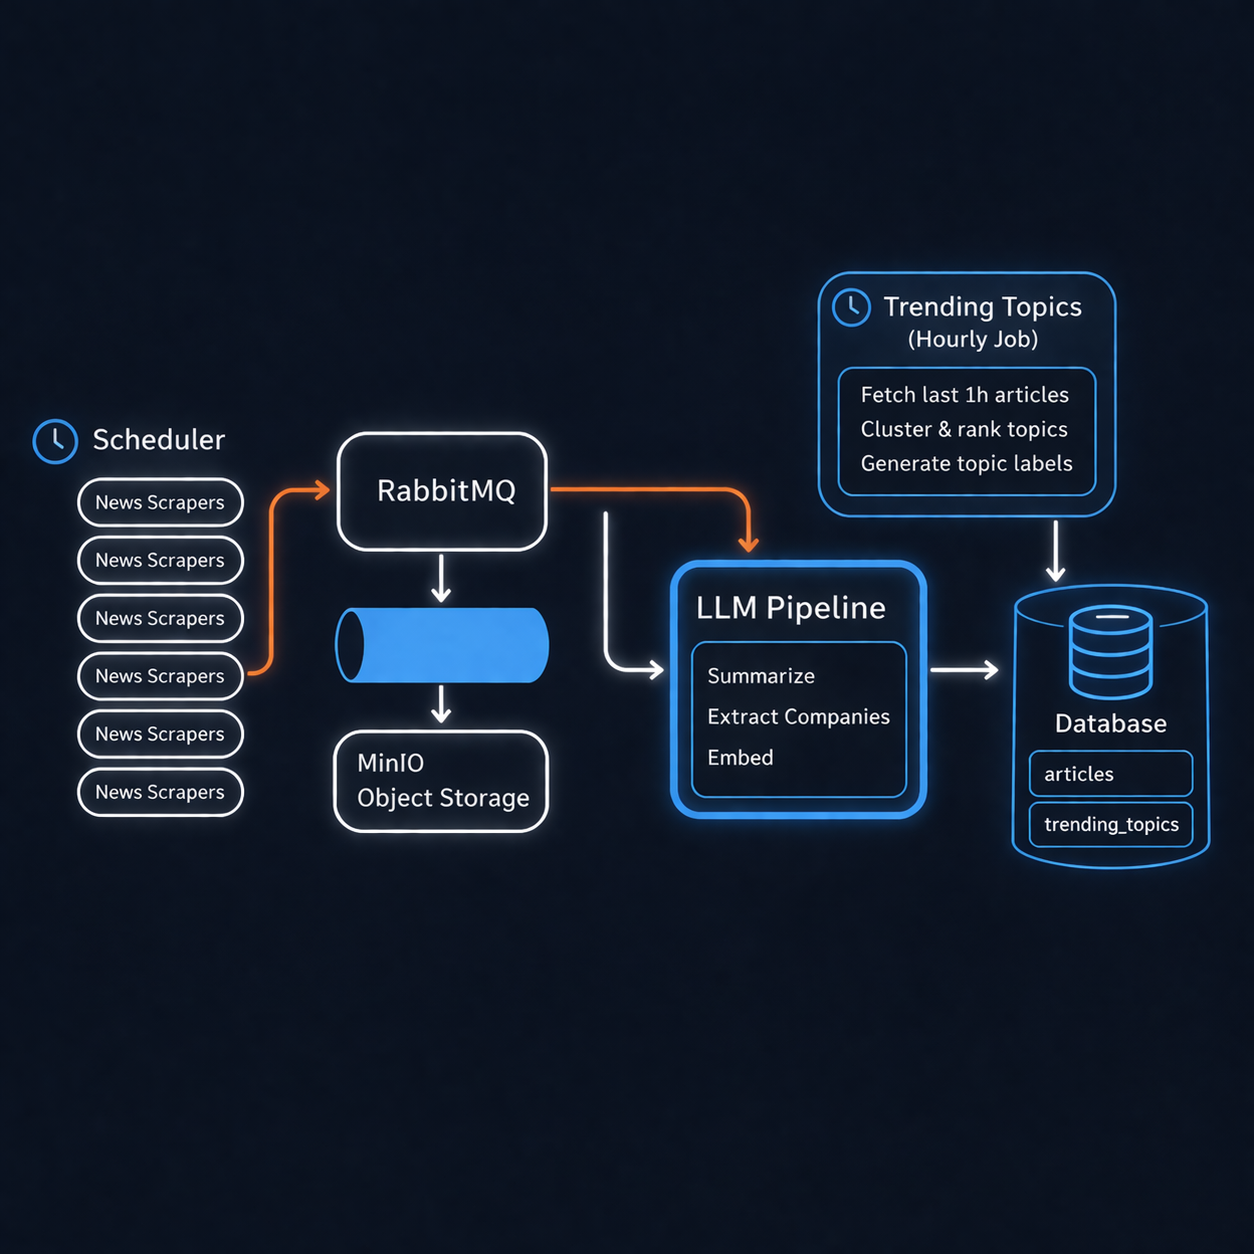 Scheduler
News Scrapers
News Scrapers
News Scrapers
News Scrapers
News Scrapers
News Scrapers
RabbitMQ
MinIO
Object Storage
LLM Pipeline
Summarize
Extract Companies
Embed
Trending Topics
(Hourly Job)
Fetch last 1h articles
Cluster & rank topics
Generate topic labels
Database
articles
trending_topics